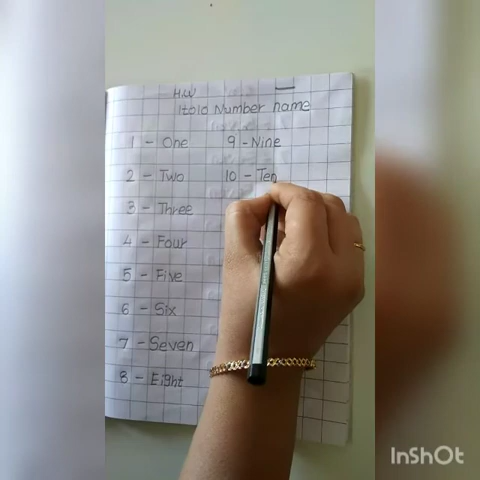 H.W
1 to 10 Number name
1 - One
2 - Two
3 - Three
4 - Four
5 - Five
6 - Six
7 - Seven
8 - Eight
9 - Nine
10 - Ten
InShOt